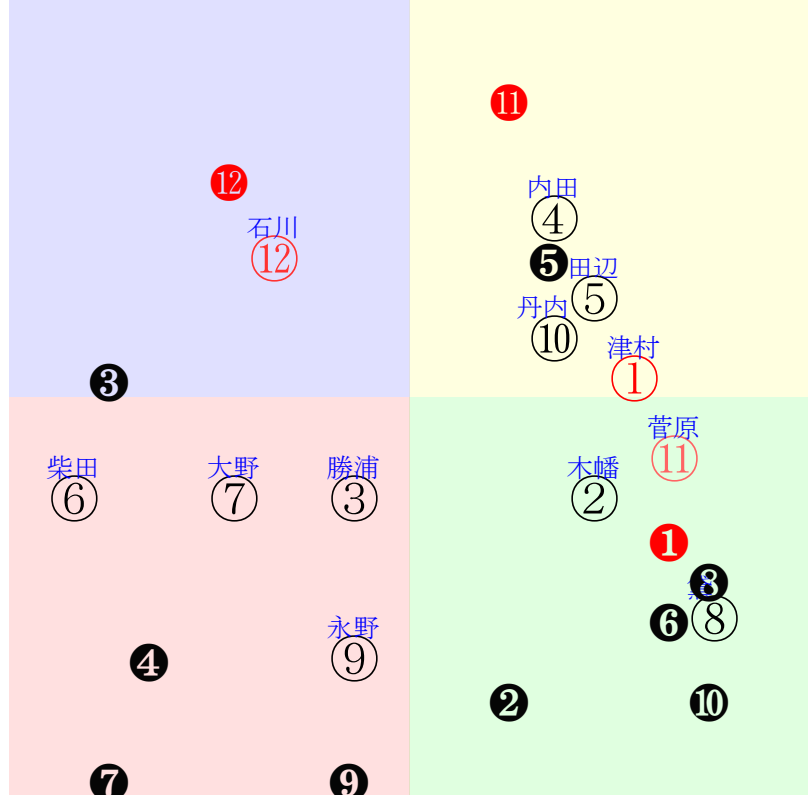 ⓫
⓬
内田
④
石川
⑫
❺
田辺
⑤
丹内
⑩
津村
①
❸
菅原
⑪
柴田
⑥
大野
⑦
勝浦
③
木幡
②
❶
❽
⑧
❻
永野
⑨
❹
❷
❿
❼
❾